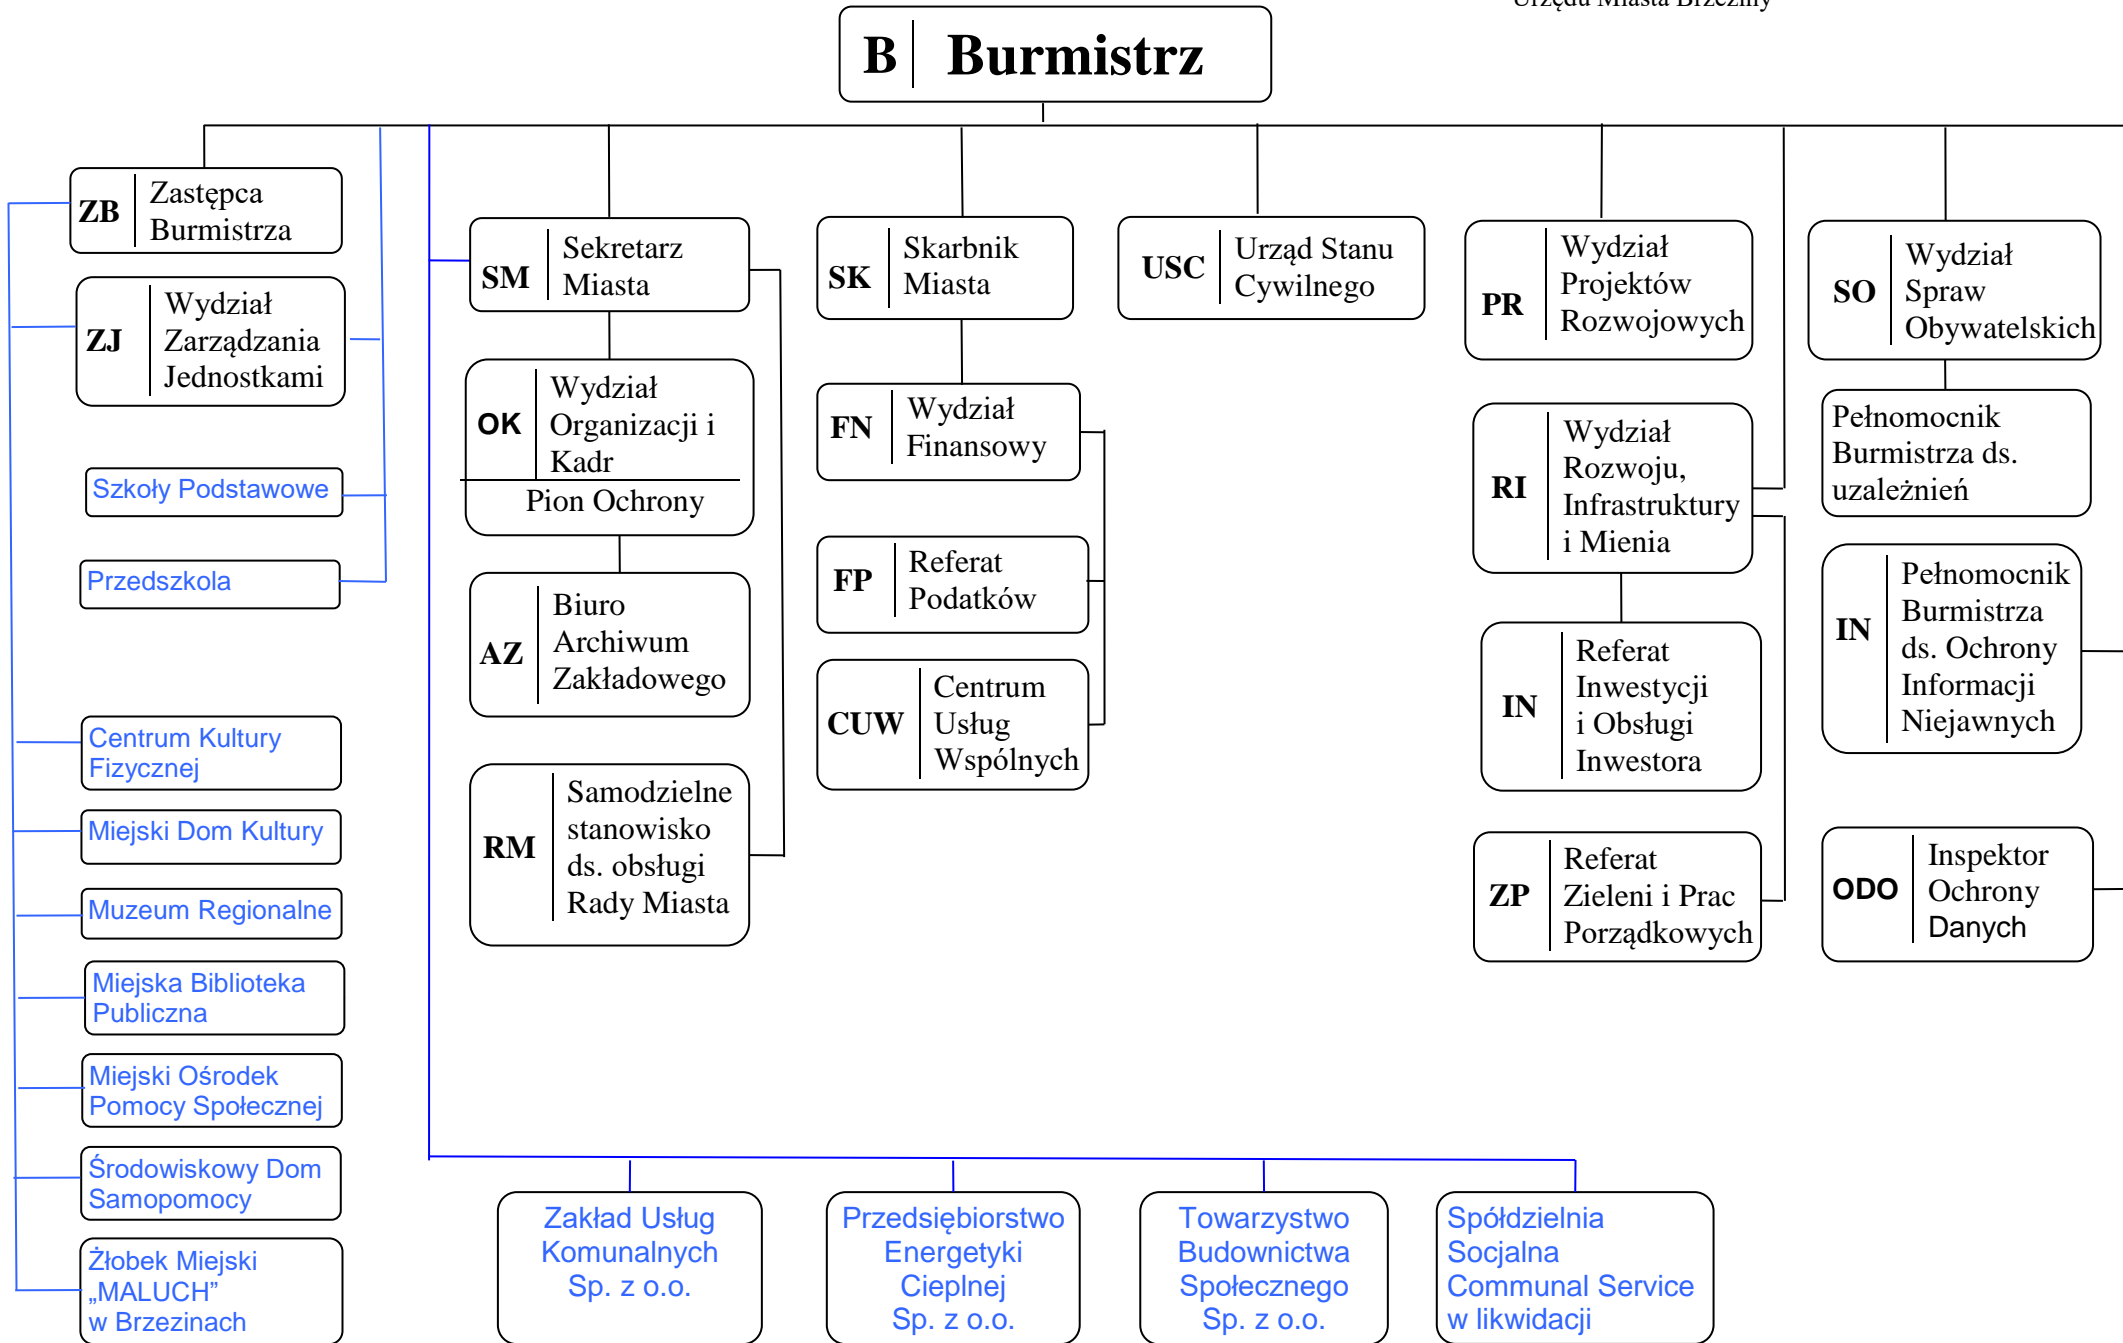 Urzędu Miasta Brzeziny
B Burmistrz
ZB Zastępca
Burmistrza
ZJ Wydział
Zarządzania
Jednostkami
Szkoły Podstawowe
Przedszkola
Centrum Kultury
Fizycznej
Miejski Dom Kultury
Muzeum Regionalne
Miejska Biblioteka
Publiczna
Miejski Ośrodek
Pomocy Społecznej
Środowiskowy Dom
Samopomocy
Żłobek Miejski
„MALUCH”
w Brzezinach
SM Sekretarz
Miasta
OK Wydział
Organizacji i
Kadr
Pion Ochrony
AZ Biuro
Archiwum
Zakładowego
RM Samodzielne
stanowisko
ds. obsługi
Rady Miasta
SK Skarbnik
Miasta
FN Wydział
Finansowy
FP Referat
Podatków
CUW Centrum
Usług
Wspólnych
USC Urząd Stanu
Cywilnego
PR Wydział
Projektów
Rozwojowych
RI Wydział
Rozwoju,
Infrastruktury
i Mienia
IN Referat
Inwestycji
i Obsługi
Inwestora
ZP Referat
Zieleni i Prac
Porządkowych
SO Wydział
Spraw
Obywatelskich
Pełnomocnik
Burmistrza ds.
uzależnień
IN Pełnomocnik
Burmistrza
ds. Ochrony
Informacji
Niejawnych
ODO Inspektor
Ochrony
Danych
Zakład Usług
Komunalnych
Sp. z o.o.
Przedsiębiorstwo
Energetyki
Cieplnej
Sp. z o.o.
Towarzystwo
Budownictwa
Społecznego
Sp. z o.o.
Spółdzielnia
Socjalna
Communal Service
w likwidacji